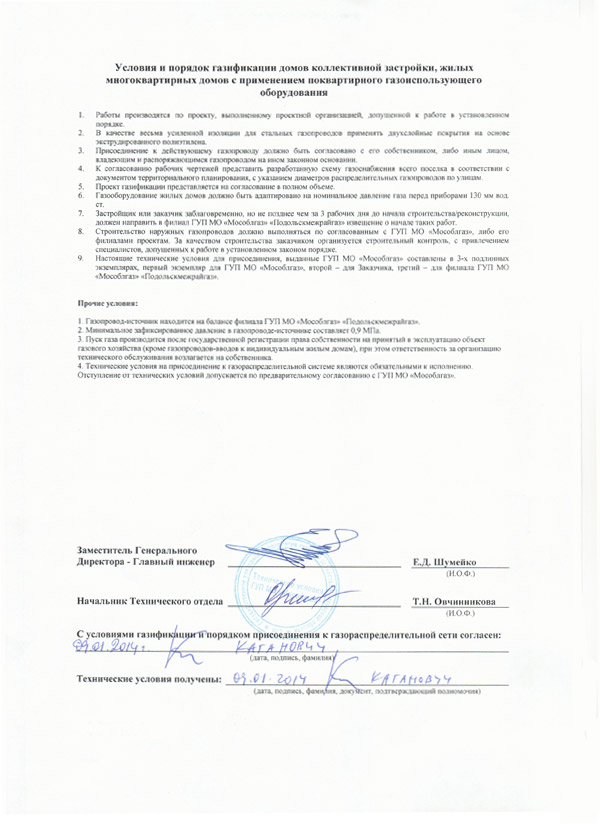 Условия и порядок газификации домов коллективной застройки, жилых
многоквартирных домов с применением поквартирного газоиспользующего
оборудования
1. Работы производятся по проекту, выполненному проектной организацией, допущенной к работе в установленном
порядке.
2. В качестве весьма усиленной изоляции для стальных газопроводов применять двухслойные покрытия на основе
экструдированного полиэтилена.
3. Присоединение к действующему газопроводу должно быть согласовано с его собственником, либо иным лицом,
владеющим и распоряжающимся газопроводом на ином законном основании.
4. К согласованию рабочих чертежей представить разработанную схему газоснабжения всего поселка в соответствии с
документом территориального планирования, с указанием диаметров распределительных газопроводов по улицам.
5. Проект газификации представляется на согласование в полном объеме.
6. Газооборудование жилых домов должно быть адаптировано на номинальное давление газа перед приборами 130 мм вод.
ст.
7. Застройщик или заказчик заблаговременно, но не позднее чем за 3 рабочих дня до начала строительства/реконструкции,
должен направить в филиал ГУП МО «Мособлгаз» «Подольскмежрайгаз» извещение о начале таких работ.
8. Строительство наружных газопроводов должно выполняться по согласованным с ГУП МО «Мособлгаз», либо его
филиалами проектам. За качеством строительства заказчиком организуется строительный контроль, с привлечением
специалистов, допущенных к работе в установленном законом порядке.
9. Настоящие технические условия для присоединения, выданные ГУП МО «Мособлгаз» составлены в 3-х подлинных
экземплярах, первый экземпляр для ГУП МО «Мособлгаз», второй – для Заказчика, третий – для филиала ГУП МО
«Мособлгаз» «Подольскмежрайгаз».
Прочие условия:
1. Газопровод-источник находится на балансе филиала ГУП МО «Мособлгаз» «Подольскмежрайгаз».
2. Минимальное зафиксированное давление в газопроводе-источнике составляет 0,9 МПа.
3. Пуск газа производится после государственной регистрации права собственности на принятый в эксплуатацию объект
газового хозяйства (кроме газопроводов-вводов к индивидуальным жилым домам), при этом ответственность за организацию
технического обслуживания возлагается на собственника.
4. Технические условия на присоединение к газораспределительной системе являются обязательными к исполнению.
Отступление от технических условий допускается по предварительному согласованию с ГУП МО «Мособлгаз».
Заместитель Генерального
Директора - Главный инженер Е.Д. Шумейко
(И.О.Ф.)
Начальник Технического отдела Т.Н. Овчинникова
(И.О.Ф.)
С условиями газификации и порядком присоединения к газораспределительной сети согласен:
09.01.2014г. КАГАНОВИЧ
(дата, подпись, фамилия)
Технические условия получены: 09.01.2014 КАГАНОВИЧ
(дата, подпись, фамилия, документ, подтверждающий полномочия)